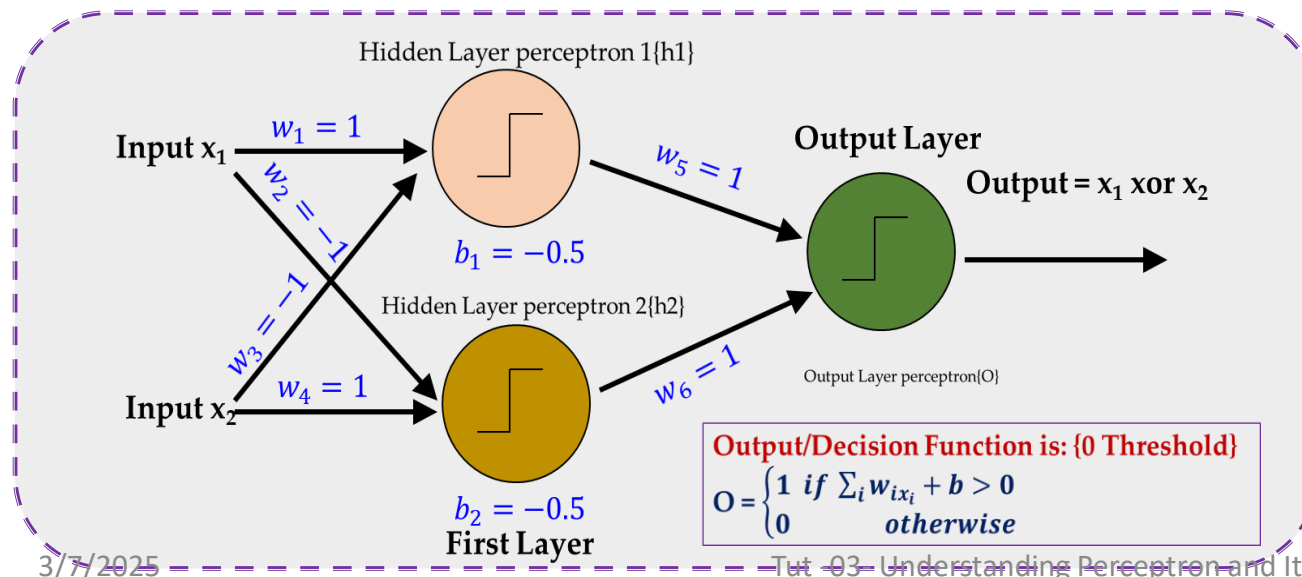 Hidden Layer perceptron 1{h1}
Input x₁
w₁ = 1
w₂ = −1
w₃ = −1
b₁ = −0.5
Hidden Layer perceptron 2{h2}
Input x₂
w₄ = 1
b₂ = −0.5
First Layer
w₅ = 1
w₆ = 1
Output Layer
Output = x₁ xor x₂
Output Layer perceptron{O}
Output/Decision Function is: {0 Threshold}
O = {1 if ∑ᵢ wᵢₓᵢ + b > 0
0 otherwise
3/7/2025
Tut -03- Understanding Perceptron and It